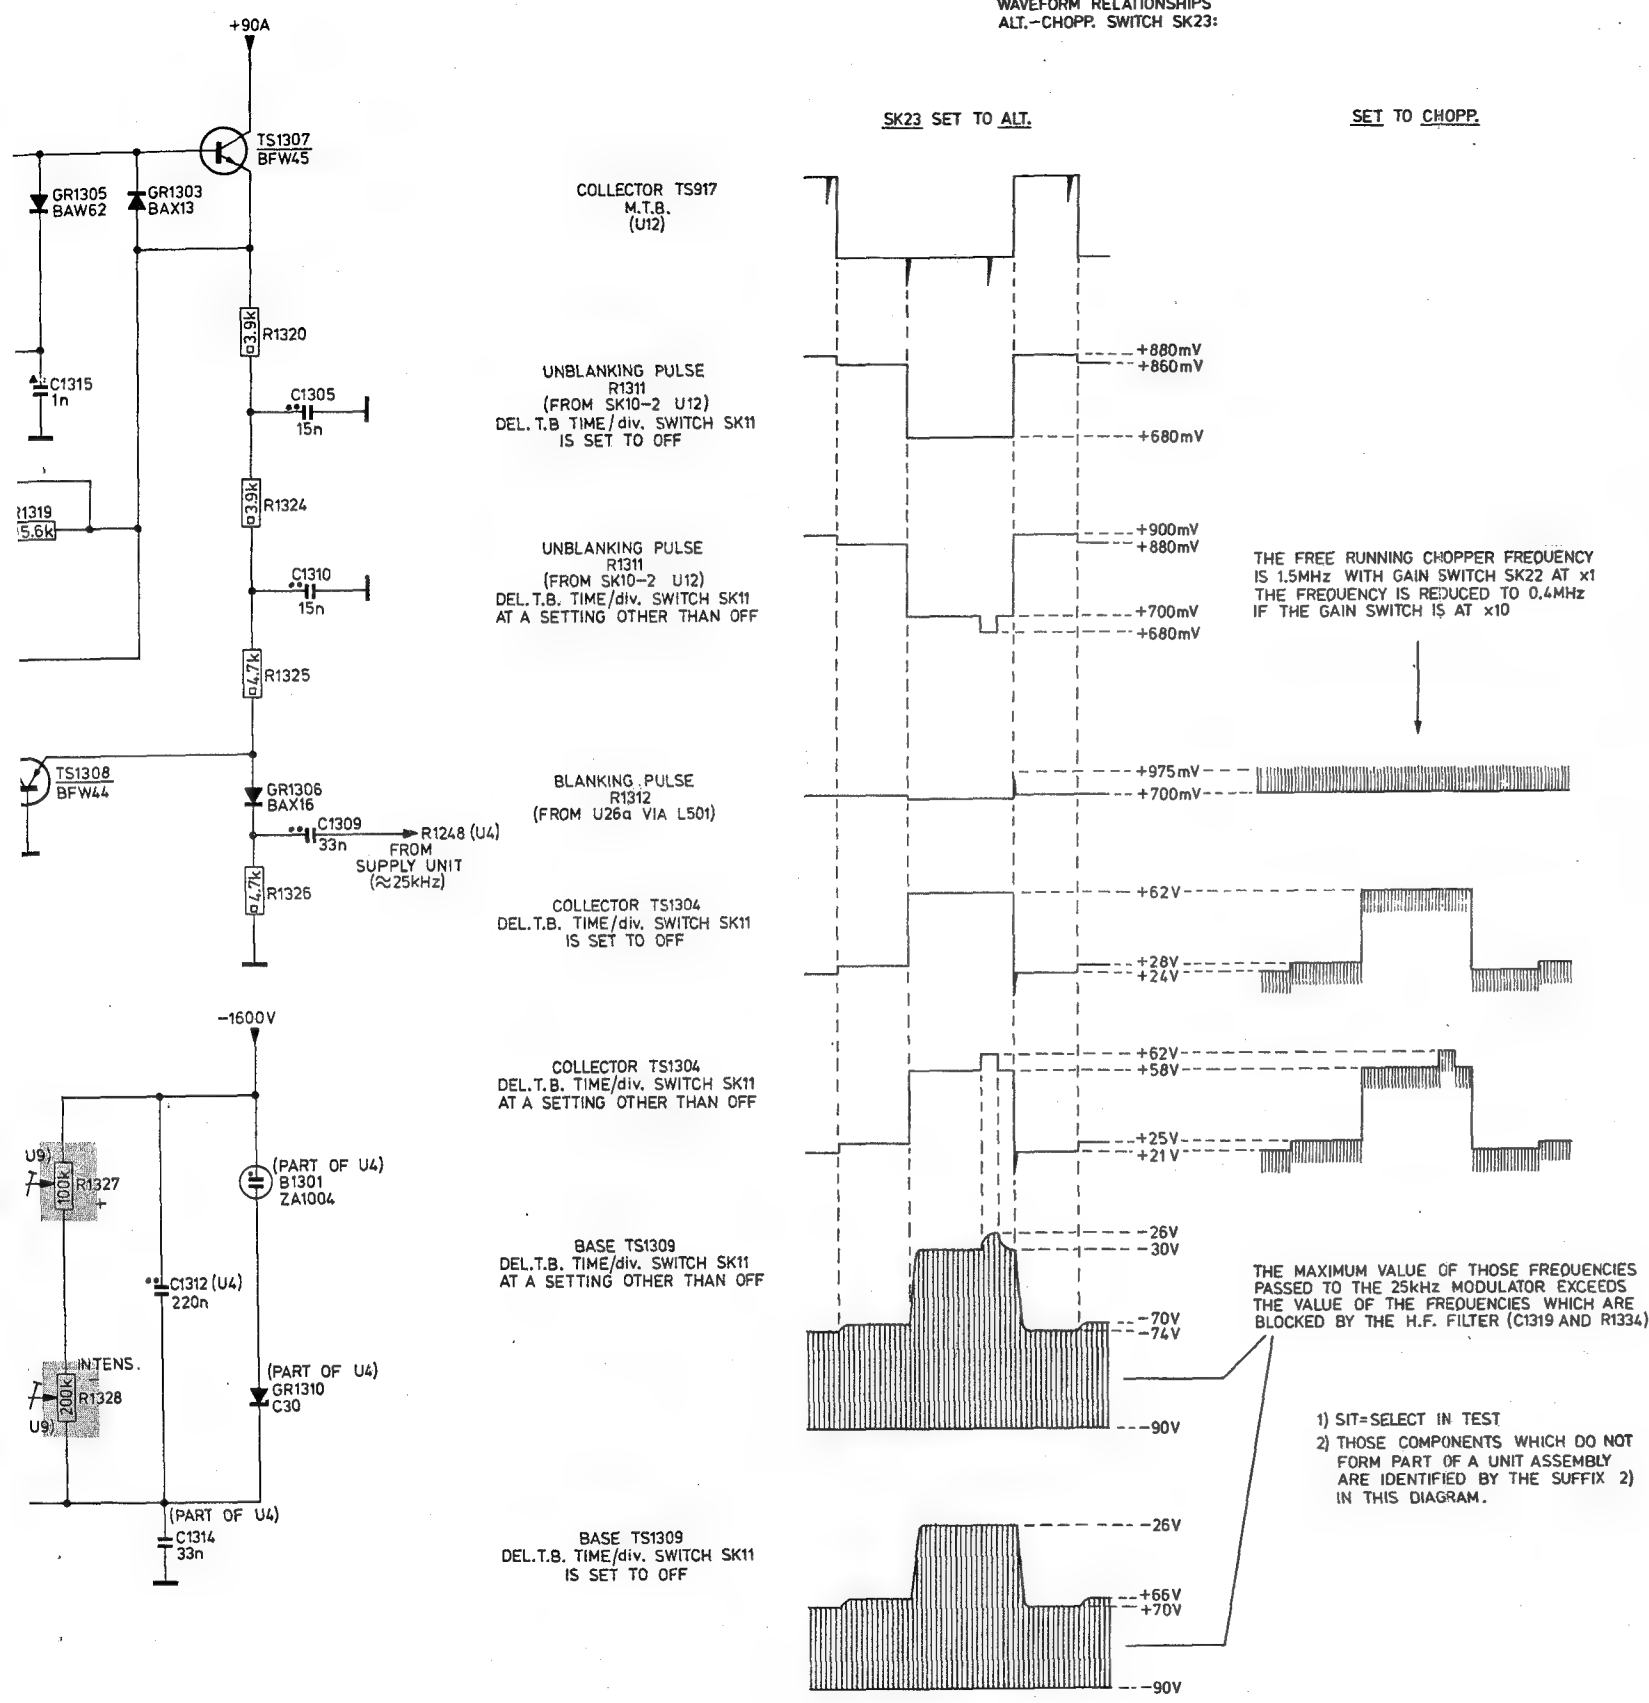 WAVEFORM RELATIONSHIPS
ALT.-CHOPP. SWITCH SK23:
SK23 SET TO ALT.
SET TO CHOPP.
+90A
TS1307
BFW45
GR1305
BAW62
GR1303
BAX13
3.9k
R1320
C1315
1n
C1305
15n
3.9k
R1324
R1319
5.6k
C1310
15n
4.7k
R1325
TS1308
BFW44
GR1306
BAX16
C1309
33n
R1248 (U4)
FROM
SUPPLY UNIT
(≈25kHz)
4.7k
R1326
-1600V
U9)
100k
R1327
+
(PART OF U4)
B1301
ZA1004
C1312 (U4)
220n
INTENS.
200k
R1328
U9)
(PART OF U4)
GR1310
C30
(PART OF U4)
C1314
33n
COLLECTOR TS917
M.T.B.
(U12)
UNBLANKING PULSE
R1311
(FROM SK10-2 U12)
DEL.T.B TIME/div. SWITCH SK11
IS SET TO OFF
+880mV
+860mV
+680mV
UNBLANKING PULSE
R1311
(FROM SK10-2 U12)
DEL.T.B. TIME/div. SWITCH SK11
AT A SETTING OTHER THAN OFF
+900mV
+880mV
+700mV
+680mV
THE FREE RUNNING CHOPPER FREQUENCY
IS 1.5MHz WITH GAIN SWITCH SK22 AT x1
THE FREQUENCY IS REDUCED TO 0.4MHz
IF THE GAIN SWITCH IS AT x10
BLANKING PULSE
R1312
(FROM U26a VIA L501)
+975mV
+700mV
COLLECTOR TS1304
DEL.T.B. TIME/div. SWITCH SK11
IS SET TO OFF
+62V
+28V
+24V
COLLECTOR TS1304
DEL.T.B. TIME/div. SWITCH SK11
AT A SETTING OTHER THAN OFF
+62V
+58V
+25V
+21V
BASE TS1309
DEL.T.B. TIME/div. SWITCH SK11
AT A SETTING OTHER THAN OFF
-26V
-30V
-70V
-74V
-90V
THE MAXIMUM VALUE OF THOSE FREQUENCIES
PASSED TO THE 25kHz MODULATOR EXCEEDS
THE VALUE OF THE FREQUENCIES WHICH ARE
BLOCKED BY THE H.F. FILTER (C1319 AND R1334)
1) SIT=SELECT IN TEST
2) THOSE COMPONENTS WHICH DO NOT
FORM PART OF A UNIT ASSEMBLY
ARE IDENTIFIED BY THE SUFFIX 2)
IN THIS DIAGRAM.
BASE TS1309
DEL.T.B. TIME/div. SWITCH SK11
IS SET TO OFF
-26V
+66V
+70V
-90V